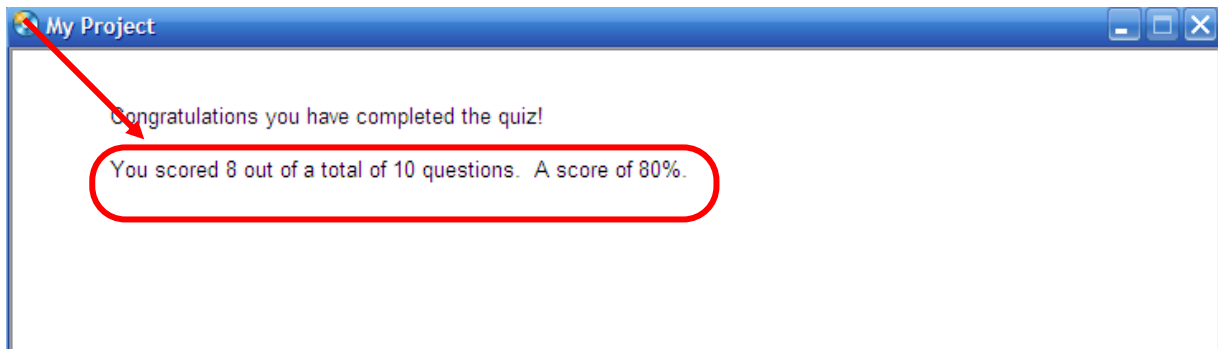 My Project
Congratulations you have completed the quiz!
You scored 8 out of a total of 10 questions.  A score of 80%.